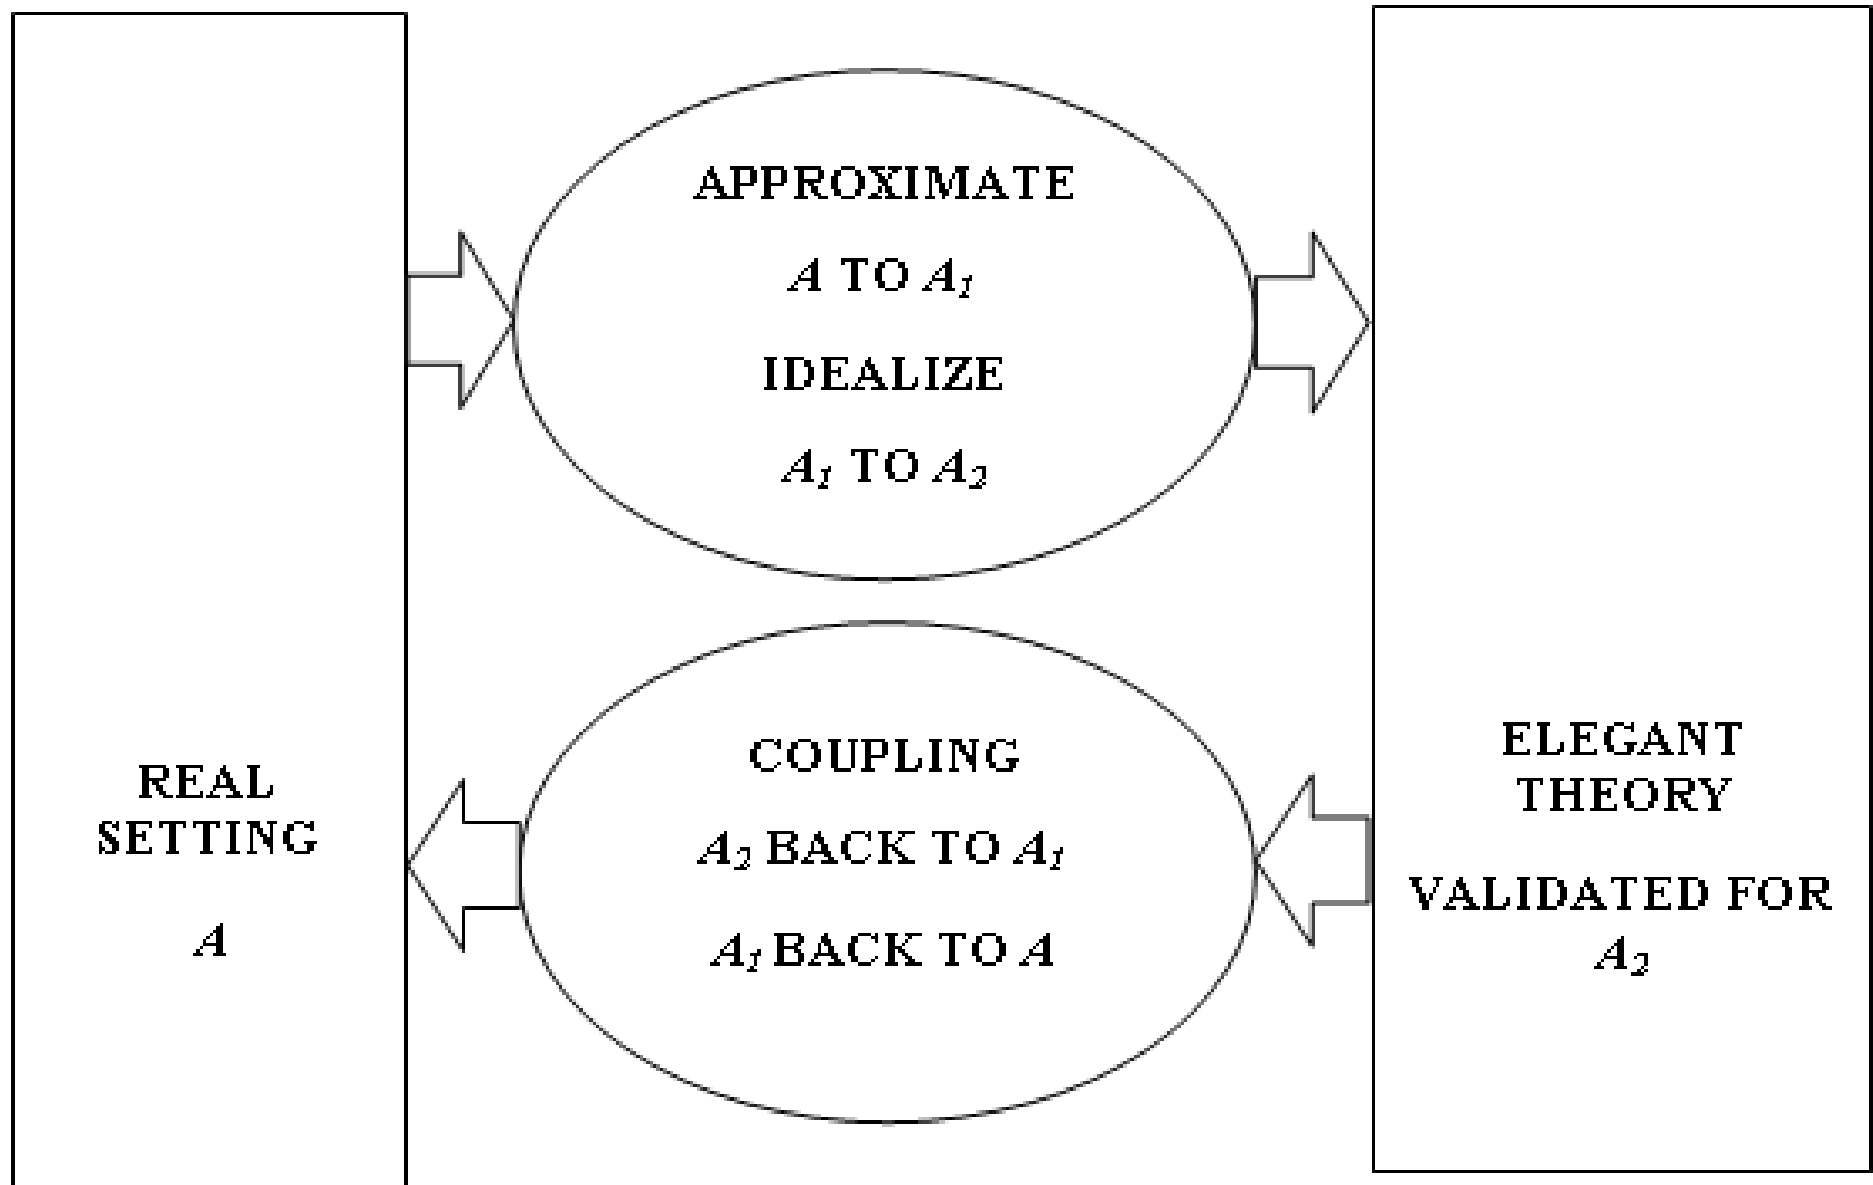 APPROXIMATE
A TO A₁
IDEALIZE
A₁ TO A₂
COUPLING
A₂ BACK TO A₁
A₁ BACK TO A
REAL
SETTING
A
ELEGANT
THEORY
VALIDATED FOR
A₂